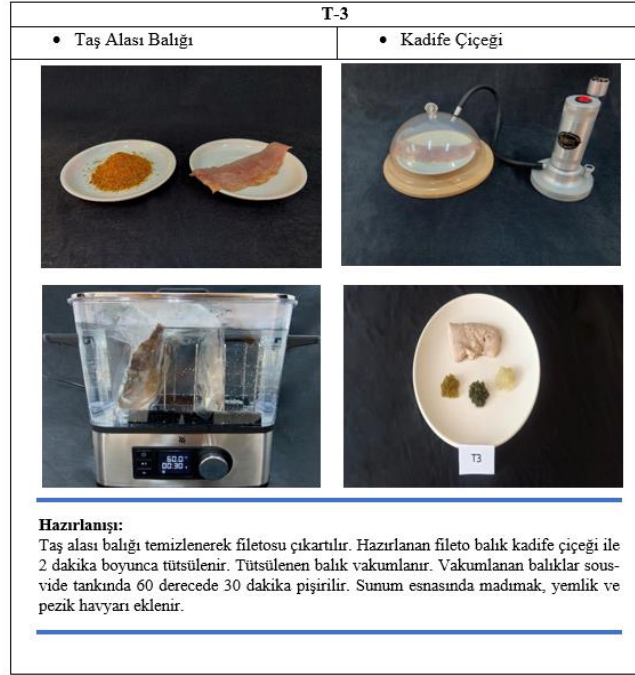 T-3
• Taş Alası Balığı
• Kadife Çiçeği
60.0°
00:30
T3
Hazırlanışı:
Taş alası balığı temizlenerek filetosu çıkartılır. Hazırlanan fileto balık kadife çiçeği ile
2 dakika boyunca tütsülenir. Tütsülenen balık vakumlanır. Vakumlanan balıklar sous-
vide tankında 60 derecede 30 dakika pişirilir. Sunum esnasında madımak, yemlik ve
pezik havyarı eklenir.